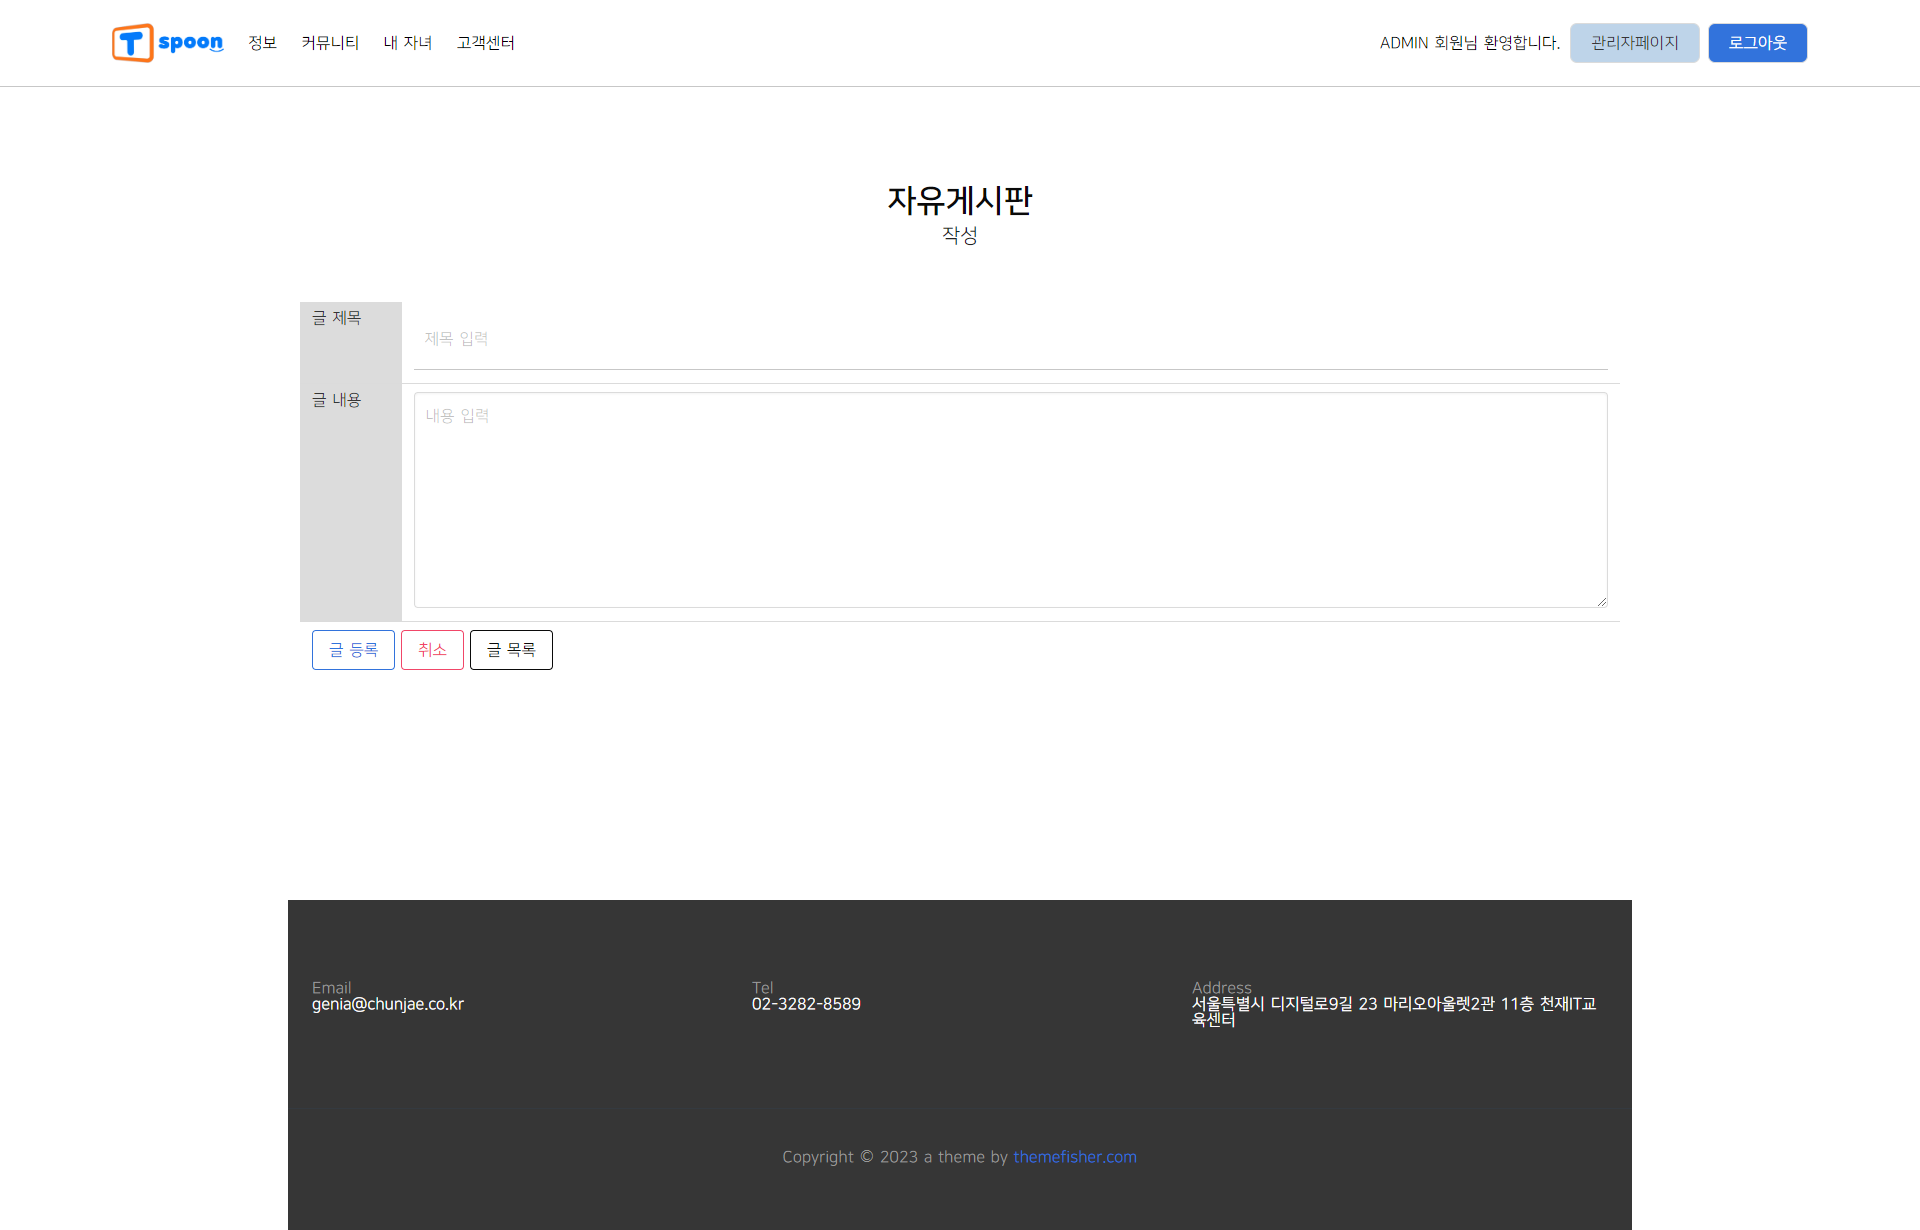 T spoon 정보 커뮤니티 내 자녀 고객센터 ADMIN 회원님 환영합니다. 관리자페이지 로그아웃
자유게시판
작성
글 제목
제목 입력
글 내용
내용 입력
글 등록 취소 글 목록
Email
genia@chunjae.co.kr
Tel
02-3282-8589
Address
서울특별시 디지털로9길 23 마리오아울렛2관 11층 천재IT교
육센터
Copyright © 2023 a theme by themefisher.com